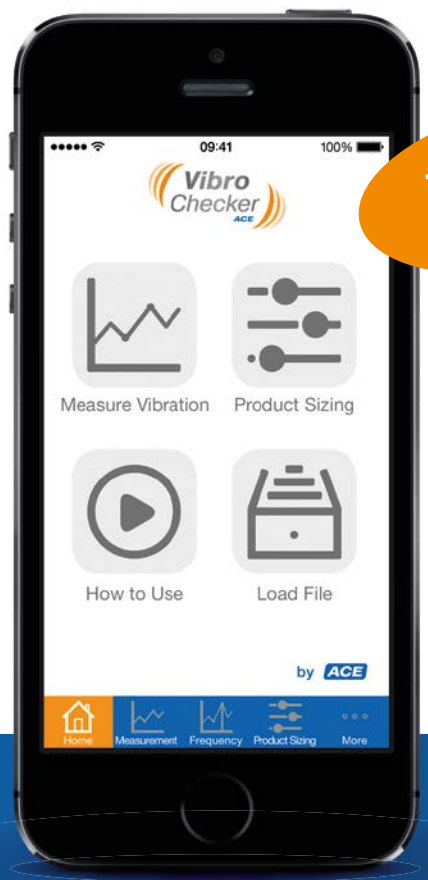 09:41
100%
Vibro
Checker
ACE
Measure Vibration
Product Sizing
How to Use
Load File
by ACE
Home
Measurement
Frequency
Product Sizing
More